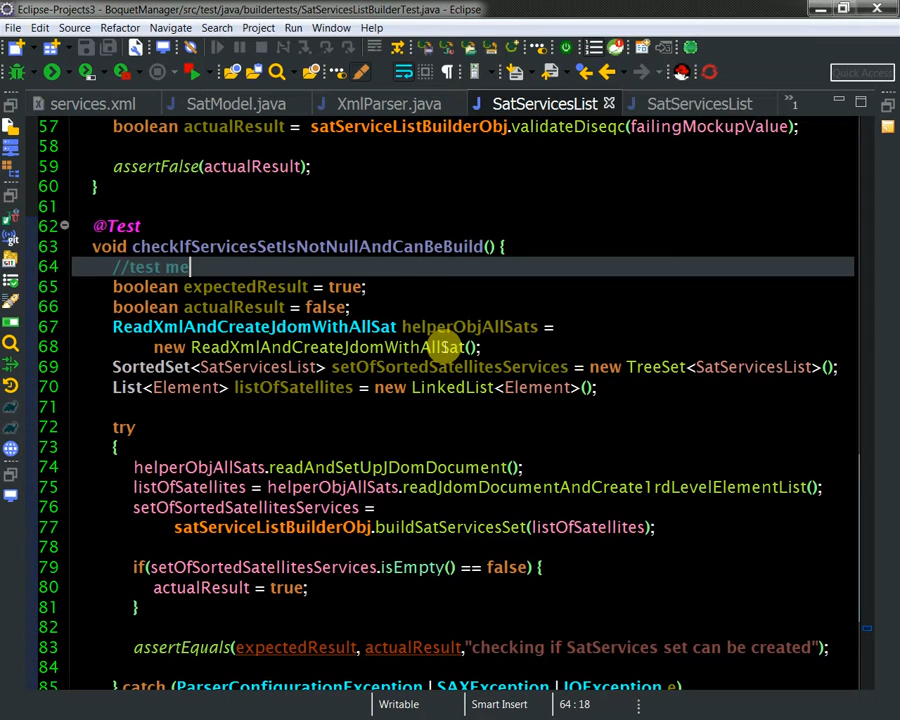 Eclipse-Projects3 - BoquetManager/src/test/java/buildertests/SatServicesListBuilderTest.java - Eclipse
File Edit Source Refactor Navigate Search Project Run Window Help
Quick Access
services.xml SatModel.java XmlParser.java SatServicesList SatServicesList »1
57 boolean actualResult = satServiceListBuilderObj.validateDiseqc(failingMockupValue);
58
59 assertFalse(actualResult);
60 }
61
62 @Test
63 void checkIfServicesSetIsNotNullAndCanBeBuild() {
64 //test me
65 boolean expectedResult = true;
66 boolean actualResult = false;
67 ReadXmlAndCreateJdomWithAllSat helperObjAllSats =
68 new ReadXmlAndCreateJdomWithAllSat();
69 SortedSet<SatServicesList> setOfSortedSatellitesServices = new TreeSet<SatServicesList>();
70 List<Element> listOfSatellites = new LinkedList<Element>();
71
72 try
73 {
74 helperObjAllSats.readAndSetUpJDomDocument();
75 listOfSatellites = helperObjAllSats.readJdomDocumentAndCreate1rdLevelElementList();
76 setOfSortedSatellitesServices =
77 satServiceListBuilderObj.buildSatServicesSet(listOfSatellites);
78
79 if(setOfSortedSatellitesServices.isEmpty() == false) {
80 actualResult = true;
81 }
82
83 assertEquals(expectedResult, actualResult,"checking if SatServices set can be created");
84
85 } catch (ParserConfigurationException | SAXException | IOException e)
Writable Smart Insert 64 : 18